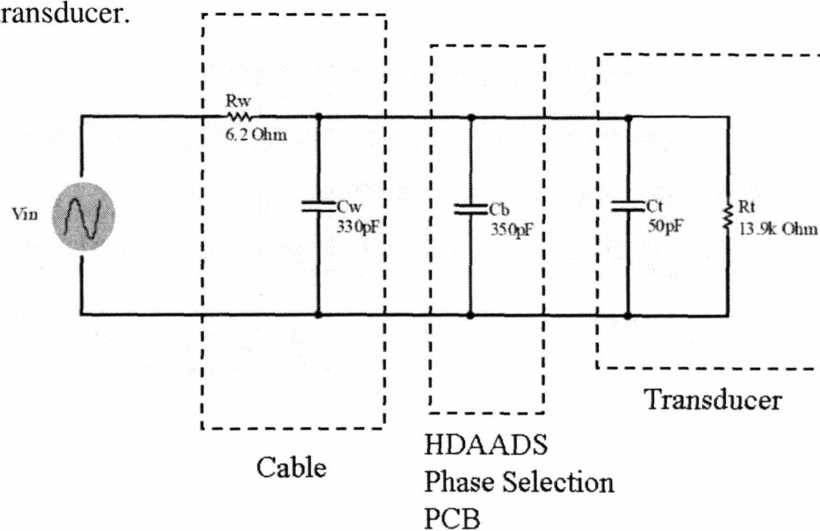 ransducer.
Rw
6.2 Ohm
Vin
Cw
330pF
Cb
350pF
Ct
50pF
Rt
13.9k Ohm
Transducer
Cable
HDAADS
Phase Selection
PCB